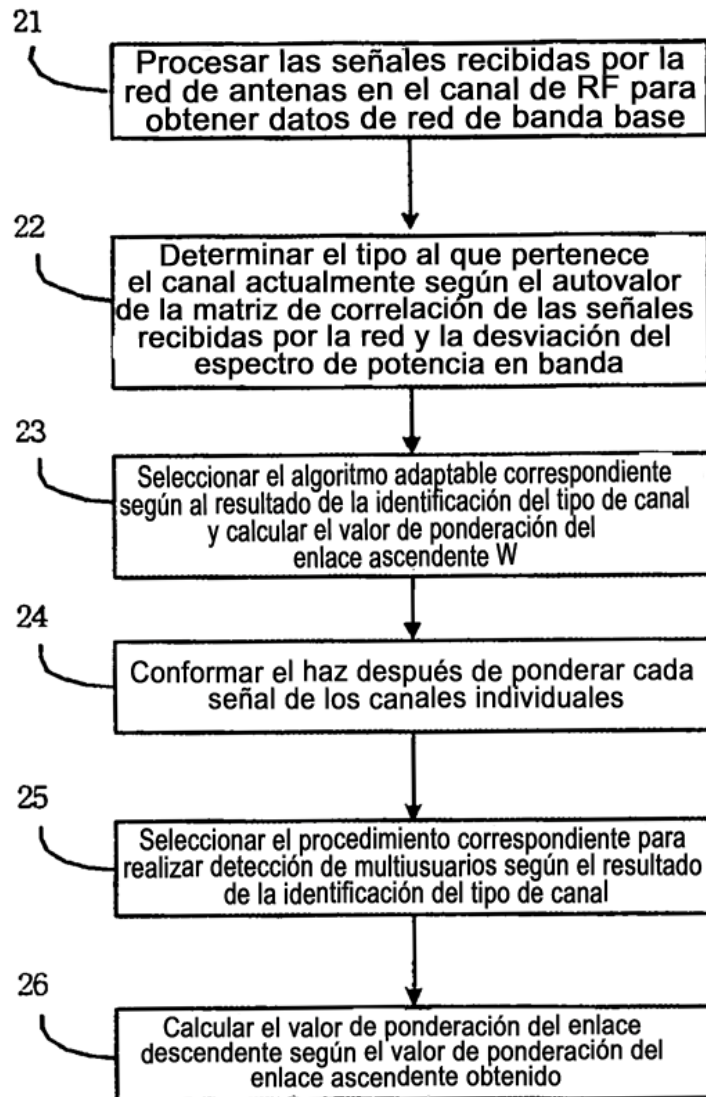 21
Procesar las señales recibidas por la
red de antenas en el canal de RF para
obtener datos de red de banda base
22
Determinar el tipo al que pertenece
el canal actualmente según el autovalor
de la matriz de correlación de las señales
recibidas por la red y la desviación del
espectro de potencia en banda
23
Seleccionar el algoritmo adaptable correspondiente
según al resultado de la identificación del tipo de canal
y calcular el valor de ponderación del
enlace ascendente W
24
Conformar el haz después de ponderar cada
señal de los canales individuales
25
Seleccionar el procedimiento correspondiente para
realizar detección de multiusuarios según el resultado
de la identificación del tipo de canal
26
Calcular el valor de ponderación del enlace
descendente según el valor de ponderación del
enlace ascendente obtenido